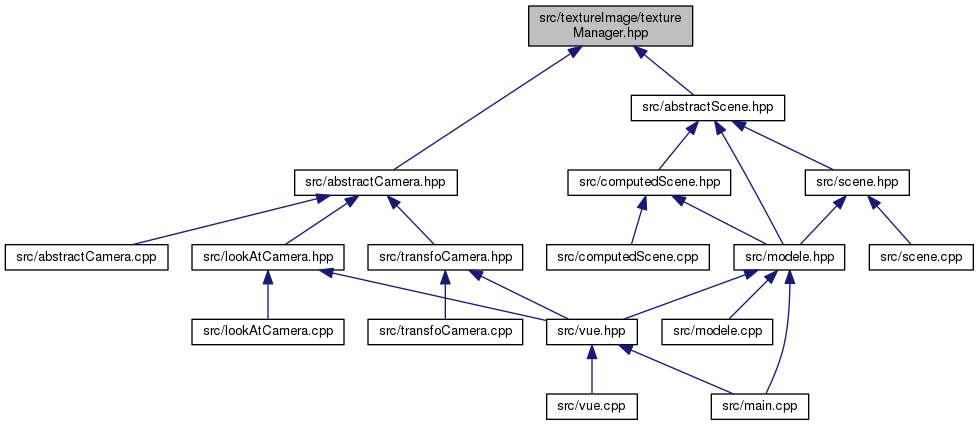 src/textureImage/texture
Manager.hpp
src/abstractScene.hpp
src/abstractCamera.hpp
src/computedScene.hpp
src/scene.hpp
src/abstractCamera.cpp
src/lookAtCamera.hpp
src/transfoCamera.hpp
src/computedScene.cpp
src/modele.hpp
src/scene.cpp
src/lookAtCamera.cpp
src/transfoCamera.cpp
src/vue.hpp
src/modele.cpp
src/vue.cpp
src/main.cpp